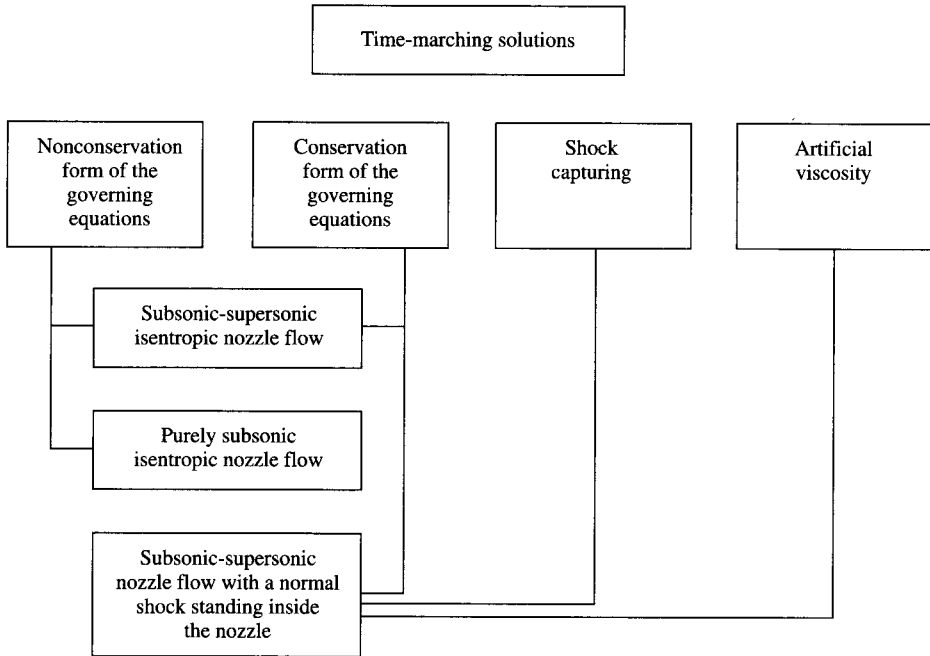 Time-marching solutions
Nonconservation
form of the
governing
equations
Conservation
form of the
governing
equations
Shock
capturing
Artificial
viscosity
Subsonic-supersonic
isentropic nozzle flow
Purely subsonic
isentropic nozzle flow
Subsonic-supersonic
nozzle flow with a normal
shock standing inside
the nozzle